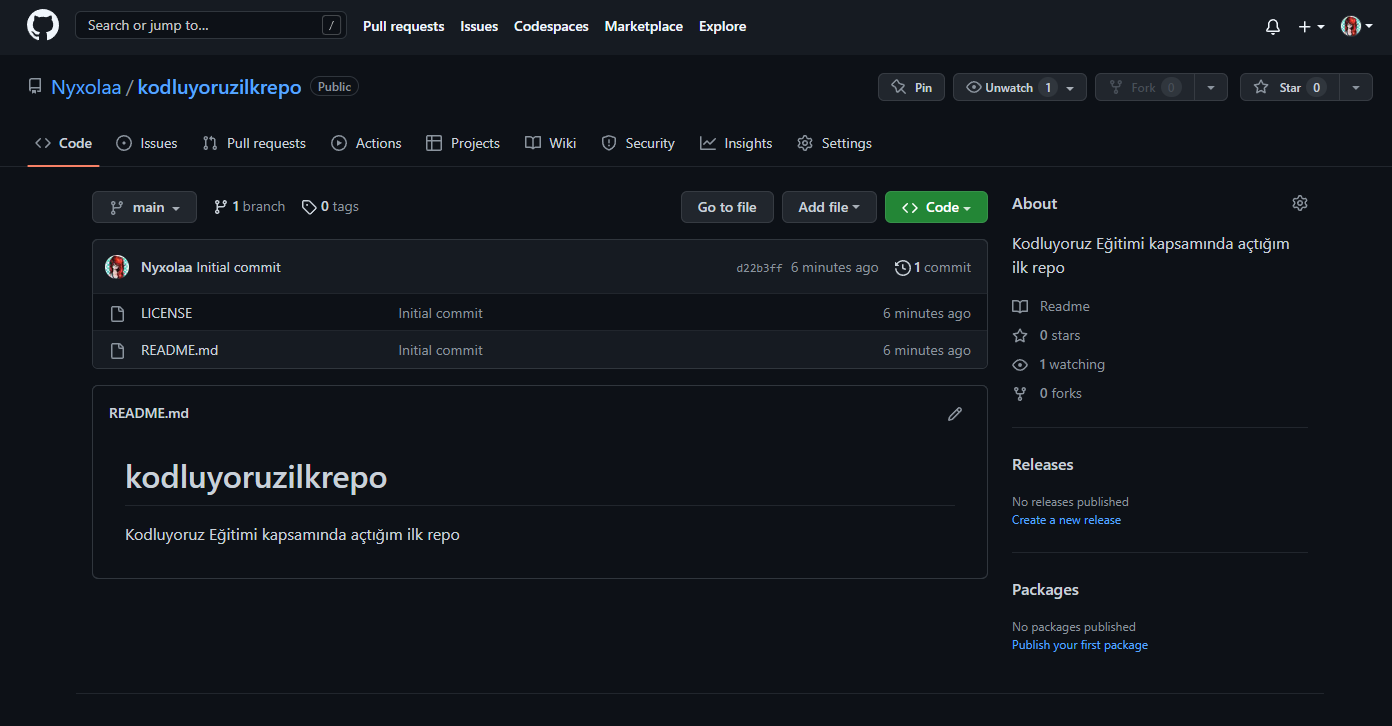 Search or jump to... /
Pull requests Issues Codespaces Marketplace Explore
Nyxolaa / kodluyoruzilkrepo Public
Pin Unwatch 1 Fork 0 Star 0
Code Issues Pull requests Actions Projects Wiki Security Insights Settings
main 1 branch 0 tags Go to file Add file Code
Nyxolaa Initial commit d22b3ff 6 minutes ago 1 commit
LICENSE Initial commit 6 minutes ago
README.md Initial commit 6 minutes ago
README.md
kodluyoruzilkrepo
Kodluyoruz Eğitimi kapsamında açtığım ilk repo
About
Kodluyoruz Eğitimi kapsamında açtığım
ilk repo
Readme
0 stars
1 watching
0 forks
Releases
No releases published
Create a new release
Packages
No packages published
Publish your first package